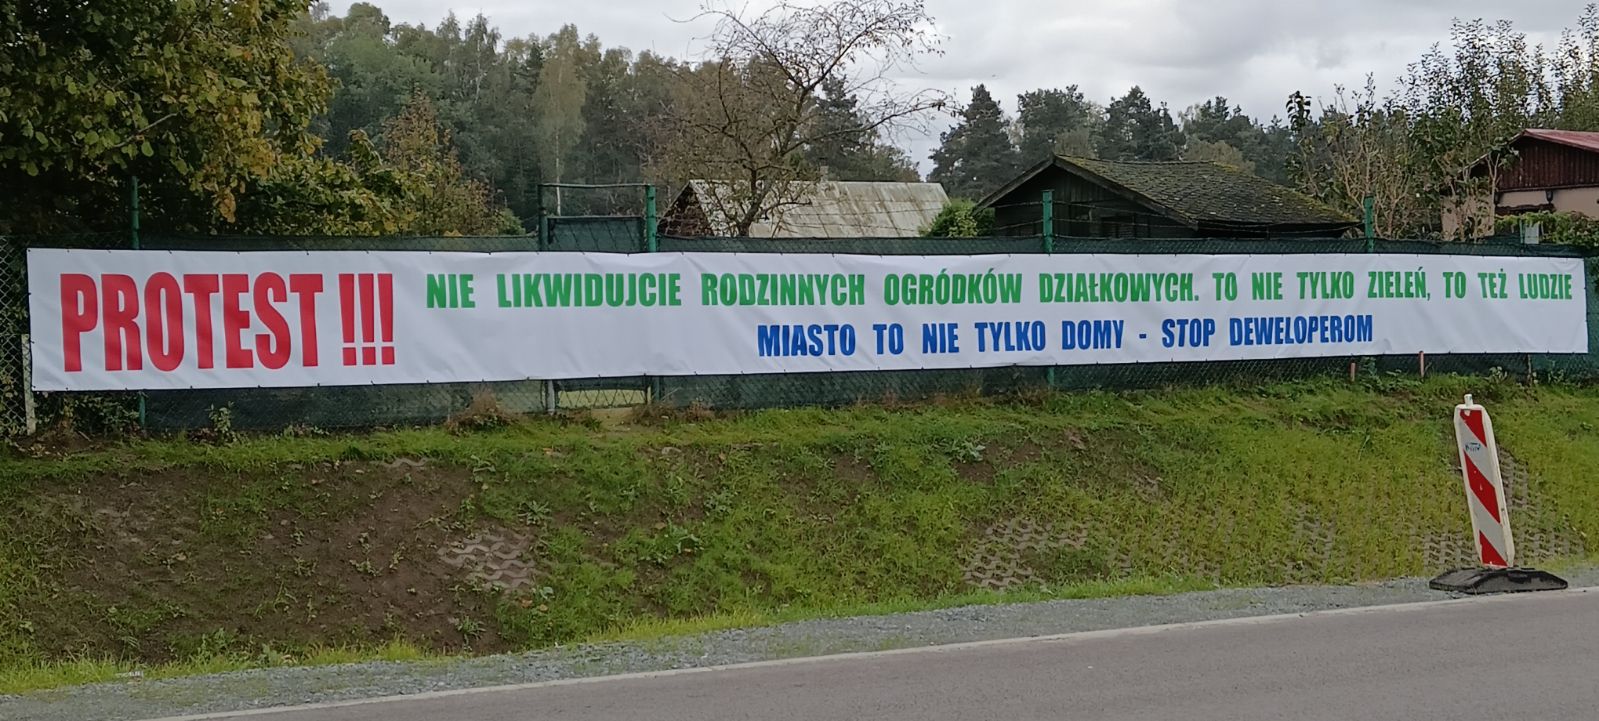 PROTEST !!!
NIE LIKWIDUJCIE RODZINNYCH OGRÓDKÓW DZIAŁKOWYCH. TO NIE TYLKO ZIELEŃ, TO TEŻ LUDZIE
MIASTO TO NIE TYLKO DOMY - STOP DEWELOPEROM